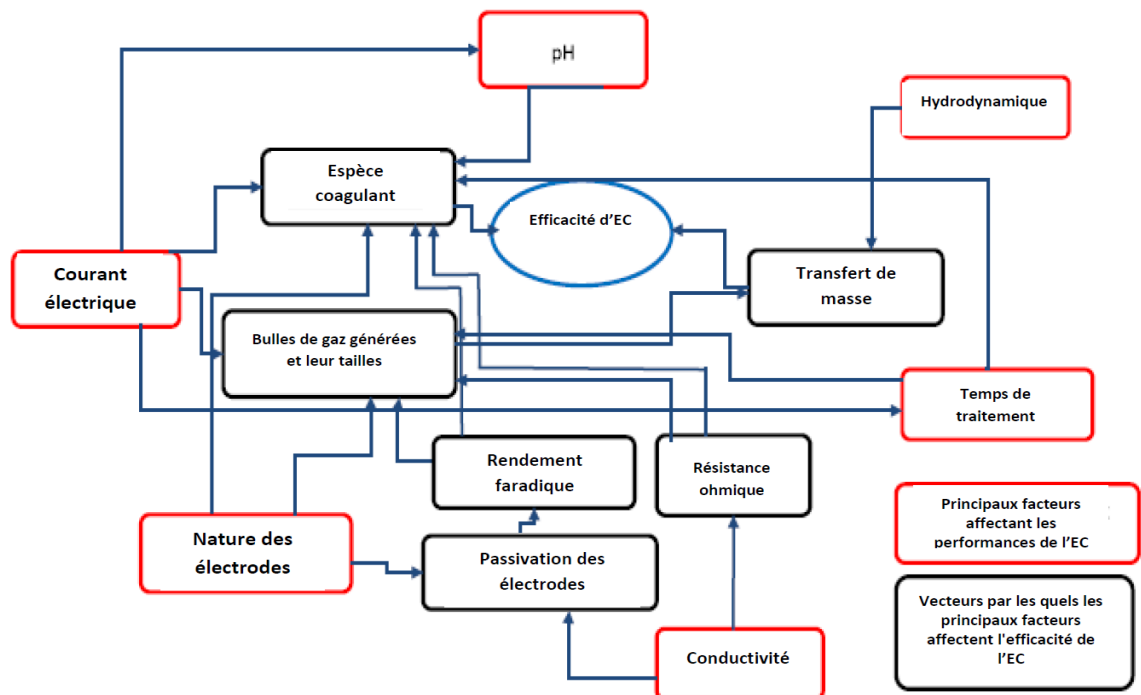 pH
Hydrodynamique
Espèce
coagulant
Efficacité d'EC
Courant
électrique
Transfert de
masse
Bulles de gaz générées
et leur tailles
Temps de
traitement
Rendement
faradique
Résistance
ohmique
Nature des
électrodes
Passivation des
électrodes
Conductivité
Principaux facteurs
affectant les
performances de l'EC
Vecteurs par les quels les
principaux facteurs
affectent l'efficacité de
l'EC